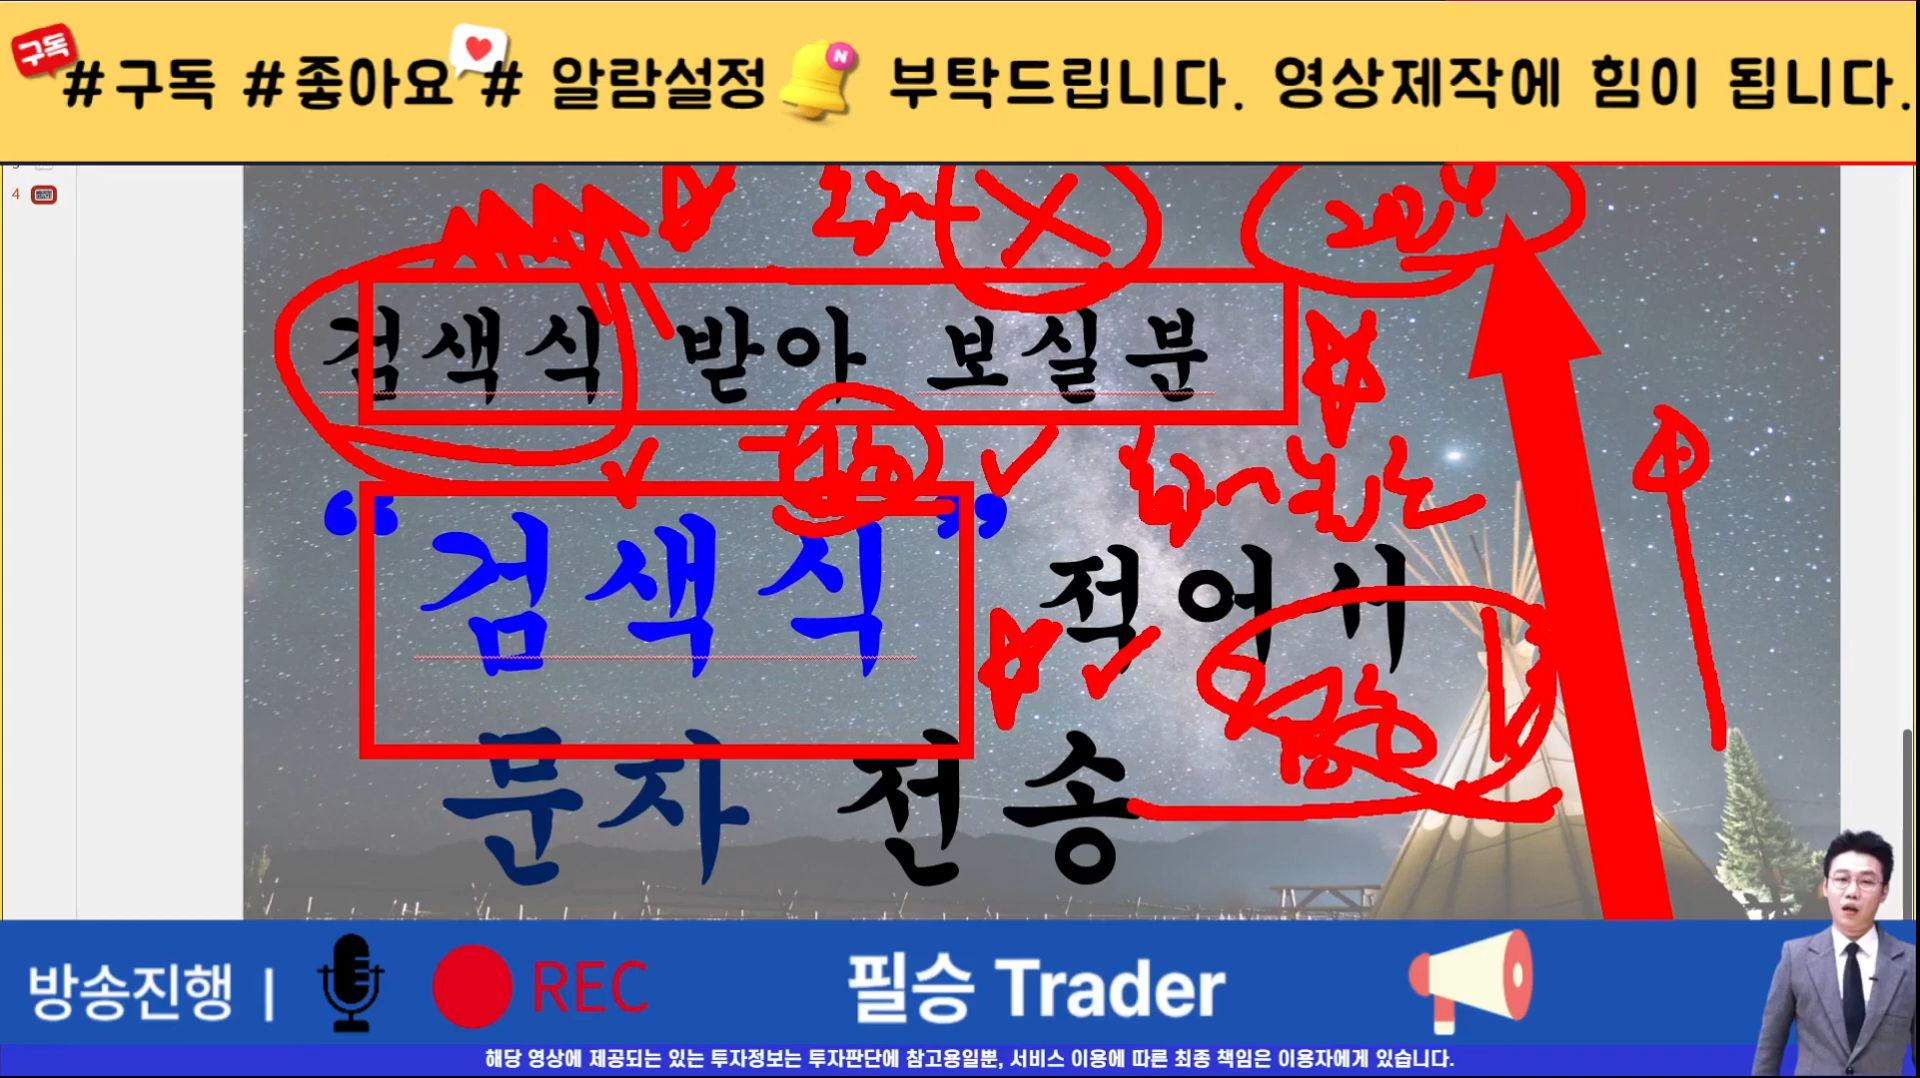 구독
#구독 #좋아요 # 알람설정 N 부탁드립니다. 영상제작에 힘이 됩니다.
4
검색식 받아 보실분
-15
“검색식” 적어서
문자 전송
방송진행 | REC 필승 Trader
해당 영상에 제공되는 있는 투자정보는 투자판단에 참고용일뿐, 서비스 이용에 따른 최종 책임은 이용자에게 있습니다.